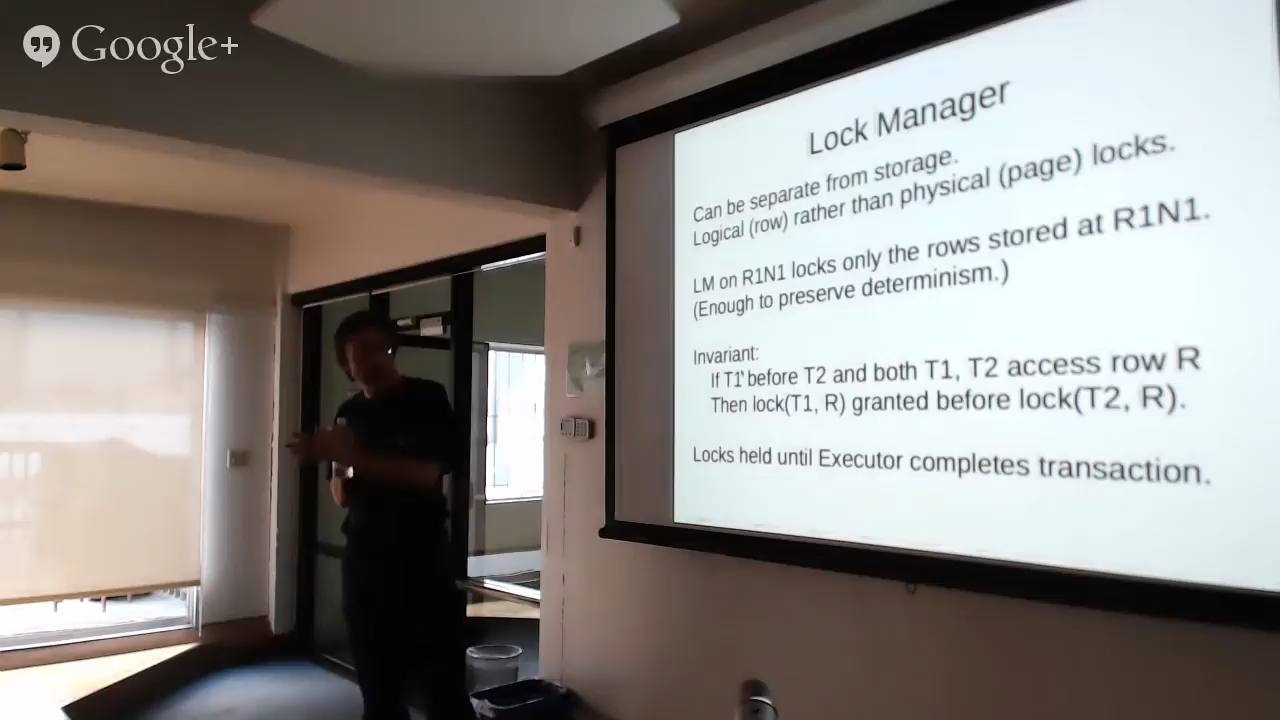 Google+
Lock Manager
Can be separate from storage.
Logical (row) rather than physical (page) locks.
LM on R1N1 locks only the rows stored at R1N1.
(Enough to preserve determinism.)
Invariant:
If T1 before T2 and both T1, T2 access row R
Then lock(T1, R) granted before lock(T2, R).
Locks held until Executor completes transaction.